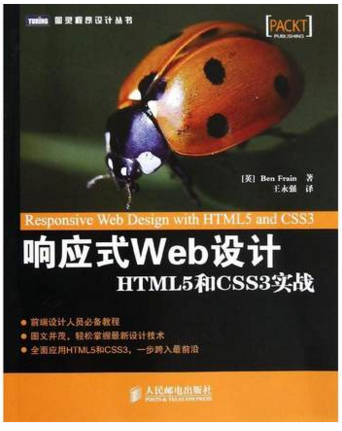 TURING 图灵程序设计丛书
PACKT
PUBLISHING
[英] Ben Frain 著
王永强 译
Responsive Web Design with HTML5 and CSS3
响应式Web设计
HTML5和CSS3实战
前端设计人员必备教程
图文并茂，轻松掌握最新设计技术
全面应用HTML5和CSS3，一步跨入最前沿
人民邮电出版社
POSTS & TELECOM PRESS